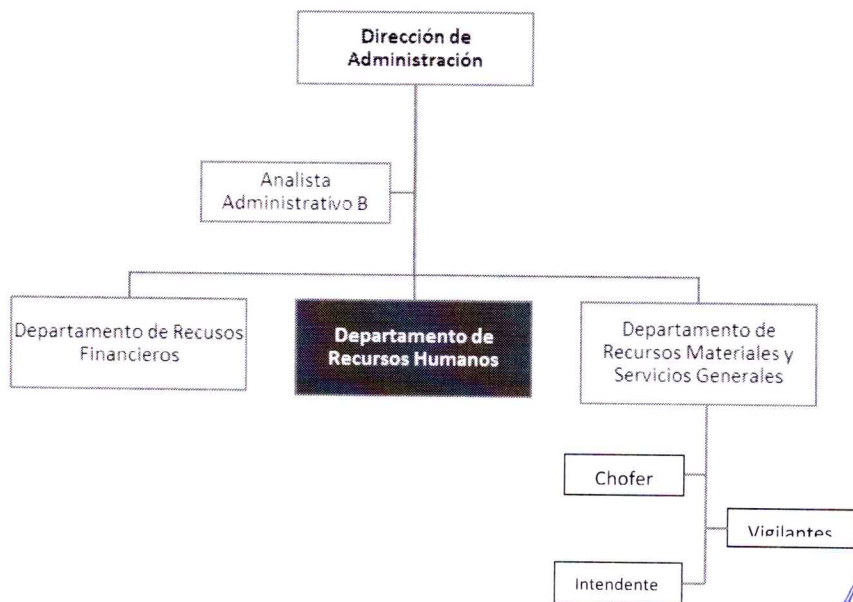 Dirección de
Administración
Analista
Administrativo B
Departamento de Recusos
Financieros
Departamento de
Recursos Humanos
Departamento de
Recursos Materiales y
Servicios Generales
Chofer
Vigilantes
Intendente